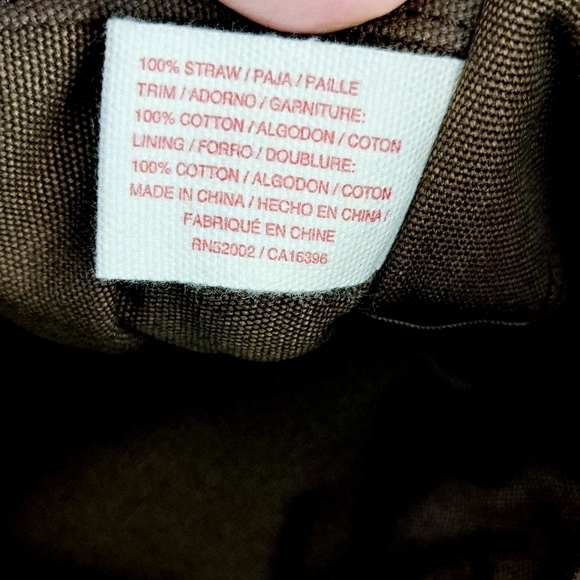 100% STRAW / PAJA / PAILLE
TRIM / ADORNO / GARNITURE:
100% COTTON / ALGODON / COTON
LINING / FORRO / DOUBLURE:
100% COTTON / ALGODON / COTON
MADE IN CHINA / HECHO EN CHINA /
FABRIQUÉ EN CHINE
RN52002 / CA16396